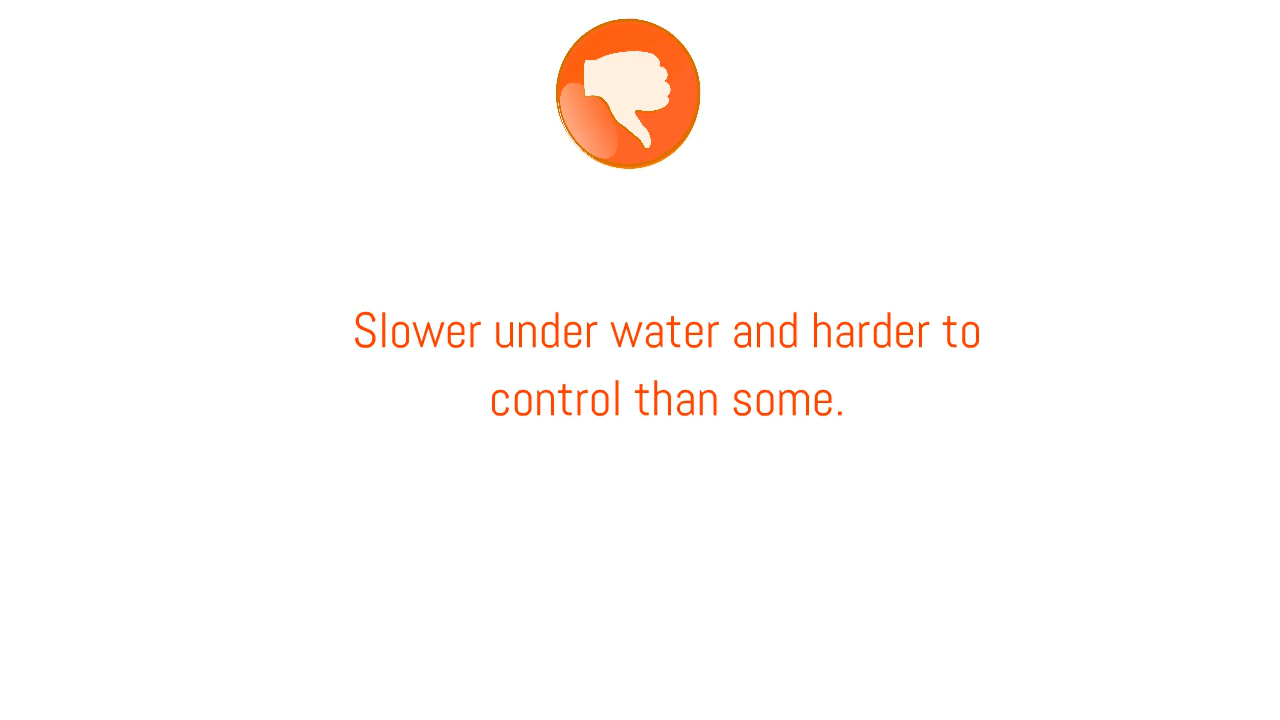 Slower under water and harder to
control than some.